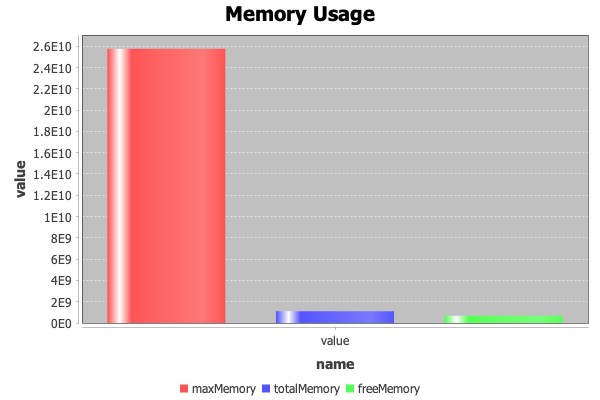 Memory Usage
value
2.6E10
2.4E10
2.2E10
2E10
1.8E10
1.6E10
1.4E10
1.2E10
1E10
8E9
6E9
4E9
2E9
0E0
value
name
maxMemory totalMemory freeMemory